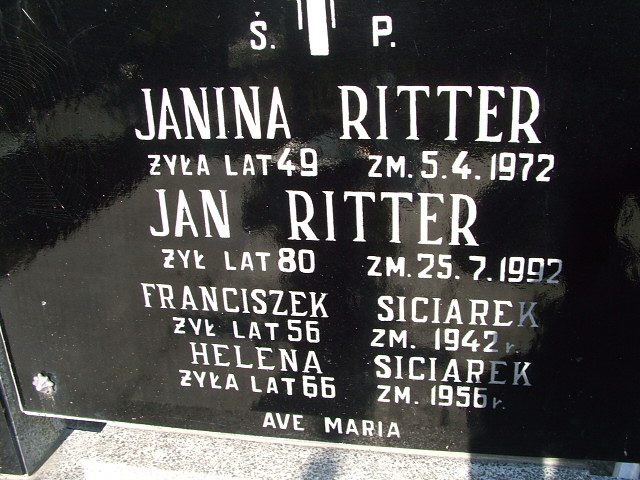 Ś. P.
JANINA RITTER
ŻYŁA LAT 49 ZM. 5.4.1972
JAN RITTER
ŻYŁ LAT 80 ZM. 25.7.1992
FRANCISZEK SICIAREK
ŻYŁ LAT 56 ZM. 1942 r.
HELENA SICIAREK
ŻYŁA LAT 66 ZM. 1956 r.
AVE MARIA